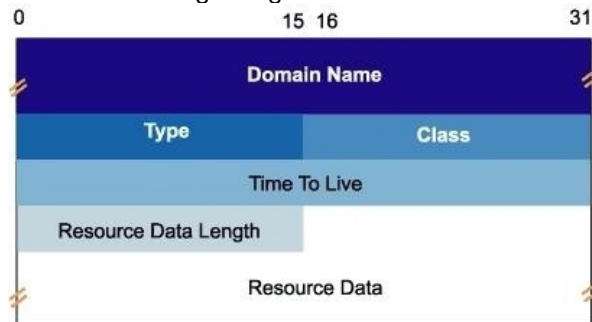 0 15 16 31
Domain Name
Type Class
Time To Live
Resource Data Length
Resource Data